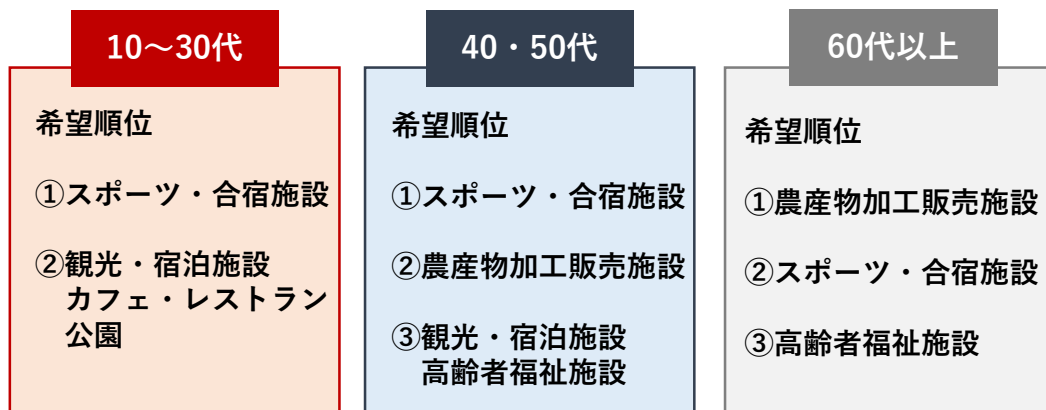 10～30代
希望順位
①スポーツ・合宿施設
②観光・宿泊施設
カフェ・レストラン
公園
40・50代
希望順位
①スポーツ・合宿施設
②農産物加工販売施設
③観光・宿泊施設
高齢者福祉施設
60代以上
希望順位
①農産物加工販売施設
②スポーツ・合宿施設
③高齢者福祉施設